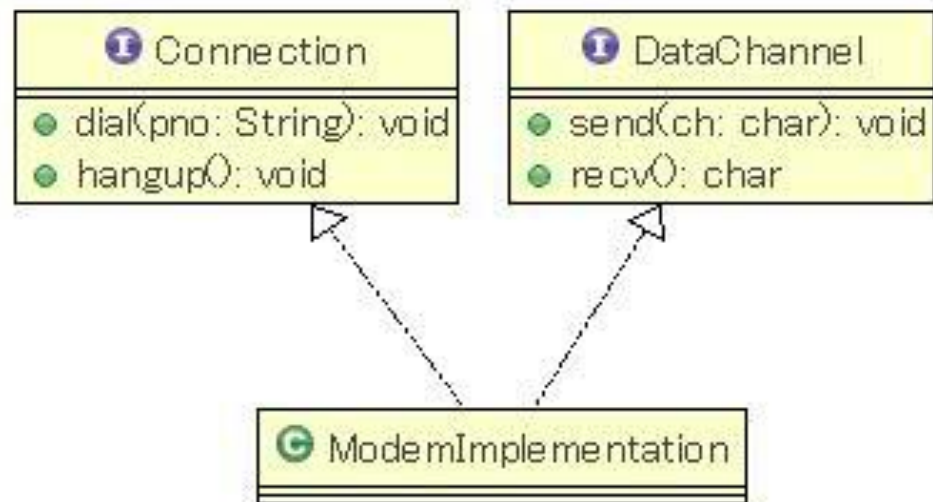 I Connection
dial(pno: String): void
hangup(): void
I DataChannel
send(ch: char): void
recv(): char
C ModemImplementation